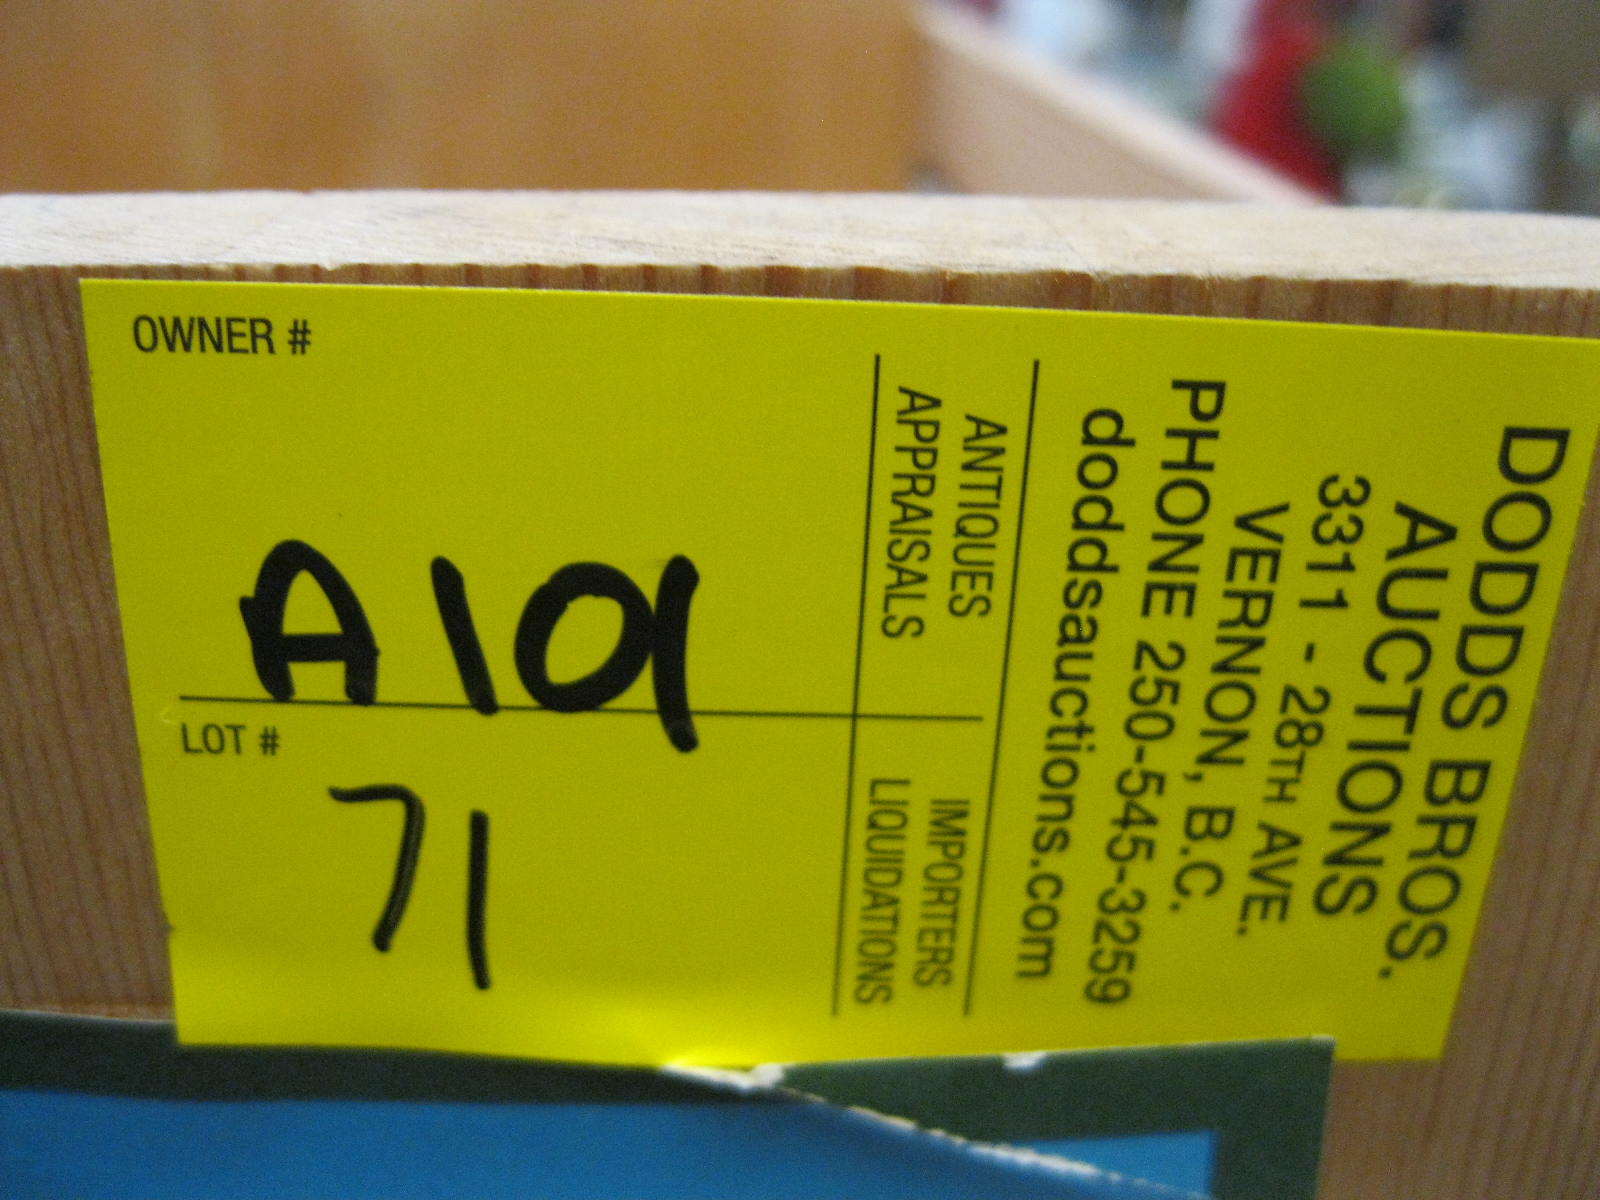 OWNER #
A19
LOT #
71
ANTIQUES
APPRAISALS
IMPORTERS
LIQUIDATIONS
DODDS BROS.
AUCTIONS
3311 - 28TH AVE.
VERNON, B.C.
PHONE 250-545-3259
doddsauctions.com